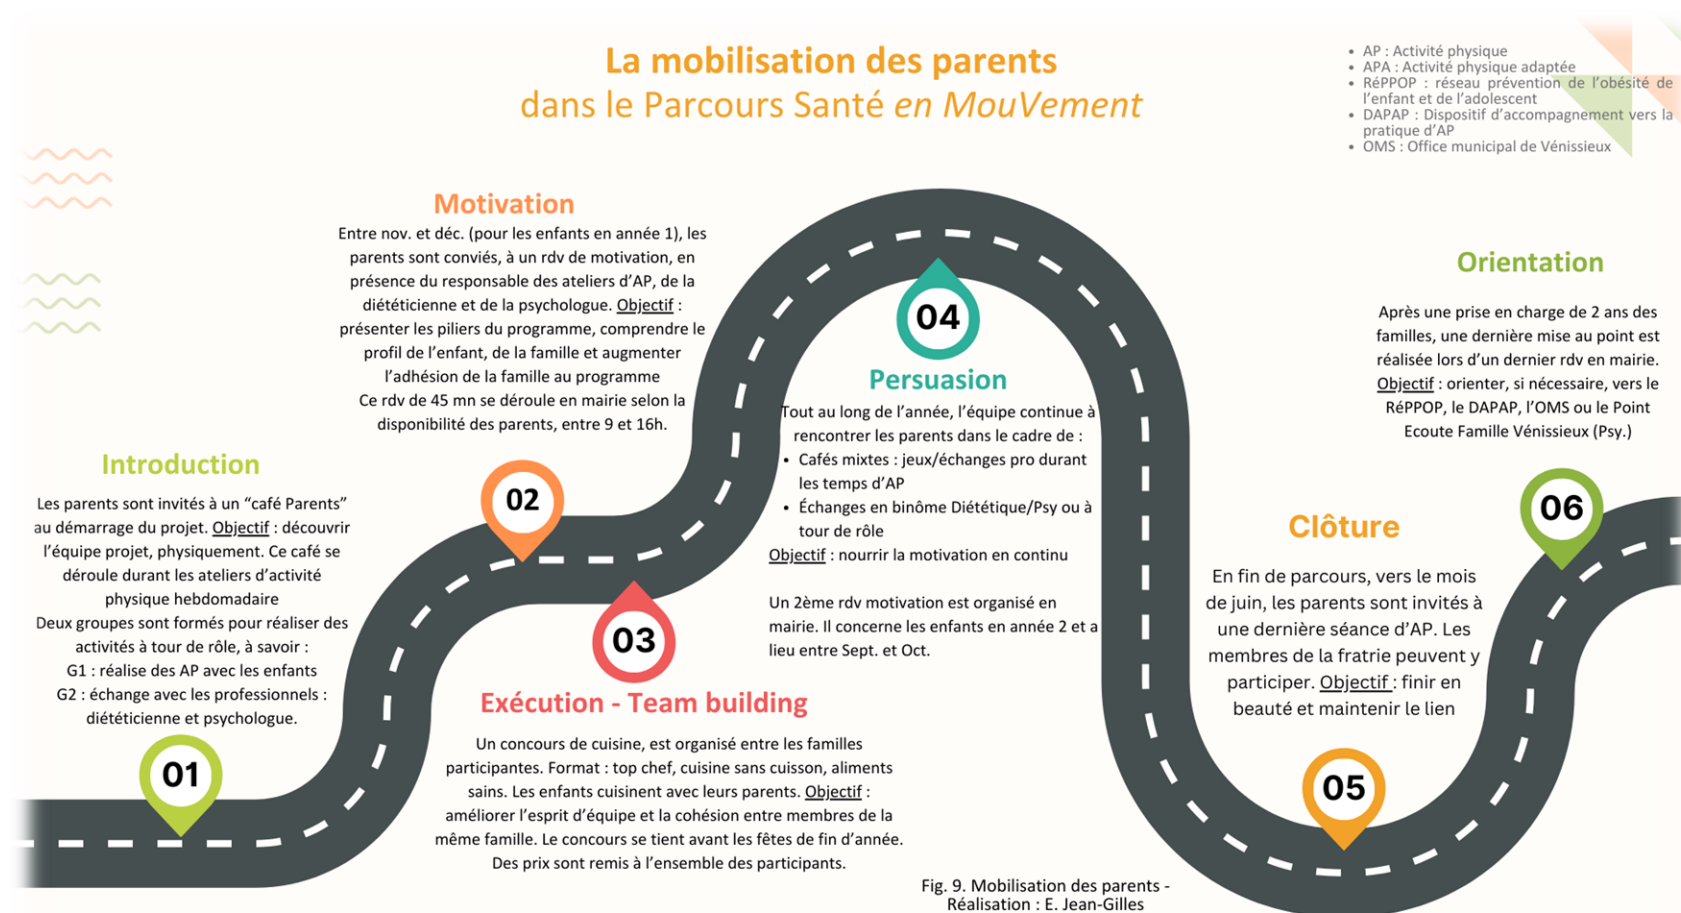 La mobilisation des parents
dans le Parcours Santé en MouVement
• AP : Activité physique
• APA : Activité physique adaptée
• RéPPOP : réseau prévention de l'obésité de
l'enfant et de l'adolescent
• DAPAP : Dispositif d'accompagnement vers la
pratique d'AP
• OMS : Office municipal de Vénissieux
Introduction
Les parents sont invités à un “café Parents”
au démarrage du projet. Objectif : découvrir
l'équipe projet, physiquement. Ce café se
déroule durant les ateliers d'activité
physique hebdomadaire
Deux groupes sont formés pour réaliser des
activités à tour de rôle, à savoir :
G1 : réalise des AP avec les enfants
G2 : échange avec les professionnels :
diététicienne et psychologue.
01
Motivation
Entre nov. et déc. (pour les enfants en année 1), les
parents sont conviés, à un rdv de motivation, en
présence du responsable des ateliers d'AP, de la
diététicienne et de la psychologue. Objectif :
présenter les piliers du programme, comprendre le
profil de l'enfant, de la famille et augmenter
l'adhésion de la famille au programme
Ce rdv de 45 mn se déroule en mairie selon la
disponibilité des parents, entre 9 et 16h.
02
03
Exécution - Team building
Un concours de cuisine, est organisé entre les familles
participantes. Format : top chef, cuisine sans cuisson, aliments
sains. Les enfants cuisinent avec leurs parents. Objectif :
améliorer l'esprit d'équipe et la cohésion entre membres de la
même famille. Le concours se tient avant les fêtes de fin d'année.
Des prix sont remis à l'ensemble des participants.
04
Persuasion
Tout au long de l'année, l'équipe continue à
rencontrer les parents dans le cadre de :
• Cafés mixtes : jeux/échanges pro durant
les temps d'AP
• Échanges en binôme Diététique/Psy ou à
tour de rôle
Objectif : nourrir la motivation en continu
Un 2ème rdv motivation est organisé en
mairie. Il concerne les enfants en année 2 et a
lieu entre Sept. et Oct.
Clôture
En fin de parcours, vers le mois
de juin, les parents sont invités à
une dernière séance d'AP. Les
membres de la fratrie peuvent y
participer. Objectif : finir en
beauté et maintenir le lien
05
Orientation
Après une prise en charge de 2 ans des
familles, une dernière mise au point est
réalisée lors d'un dernier rdv en mairie.
Objectif : orienter, si nécessaire, vers le
RéPPOP, le DAPAP, l'OMS ou le Point
Ecoute Famille Vénissieux (Psy.)
06
Fig. 9. Mobilisation des parents -
Réalisation : E. Jean-Gilles